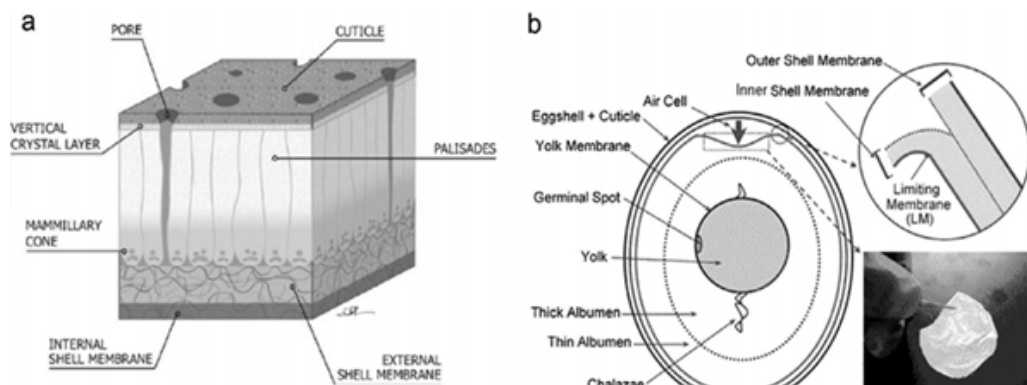 a
PORE
CUTICLE
VERTICAL
CRYSTAL LAYER
PALISADES
MAMMILLARY
CONE
INTERNAL
SHELL MEMBRANE
EXTERNAL
SHELL MEMBRANE
b
Outer Shell Membrane
Inner Shell Membrane
Air Cell
Eggshell + Cuticle
Yolk Membrane
Germinal Spot
Yolk
Limiting
Membrane
(LM)
Thick Albumen
Thin Albumen
Chalazae